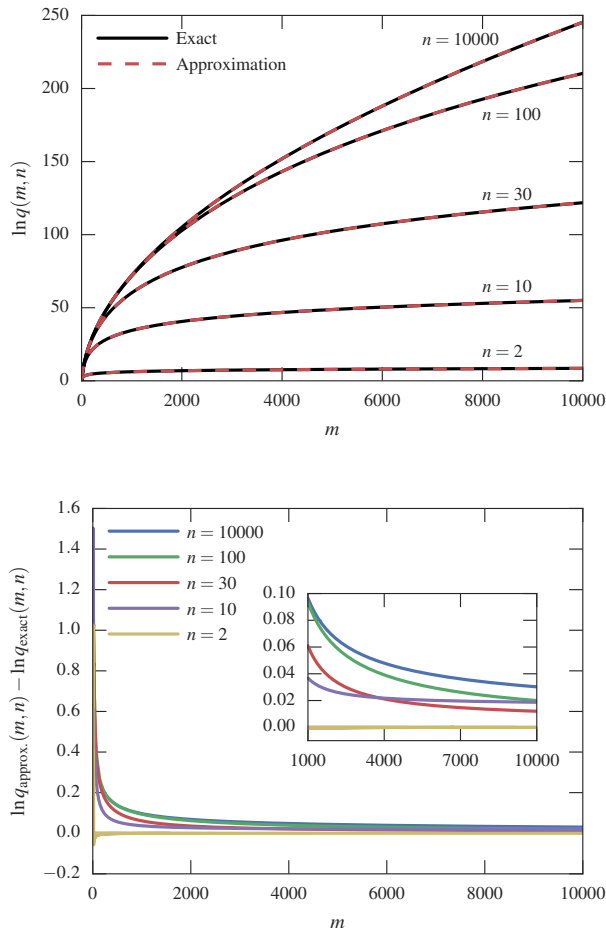 250
200
150
100
50
0
ln q(m, n)
Exact
Approximation
n = 10000
n = 100
n = 30
n = 10
n = 2
0 2000 4000 6000 8000 10000
m
1.6
1.4
1.2
1.0
0.8
0.6
0.4
0.2
0.0
−0.2
ln q_approx.(m, n) − ln q_exact(m, n)
n = 10000
n = 100
n = 30
n = 10
n = 2
0.10
0.08
0.06
0.04
0.02
0.00
1000 4000 7000 10000
0 2000 4000 6000 8000 10000
m